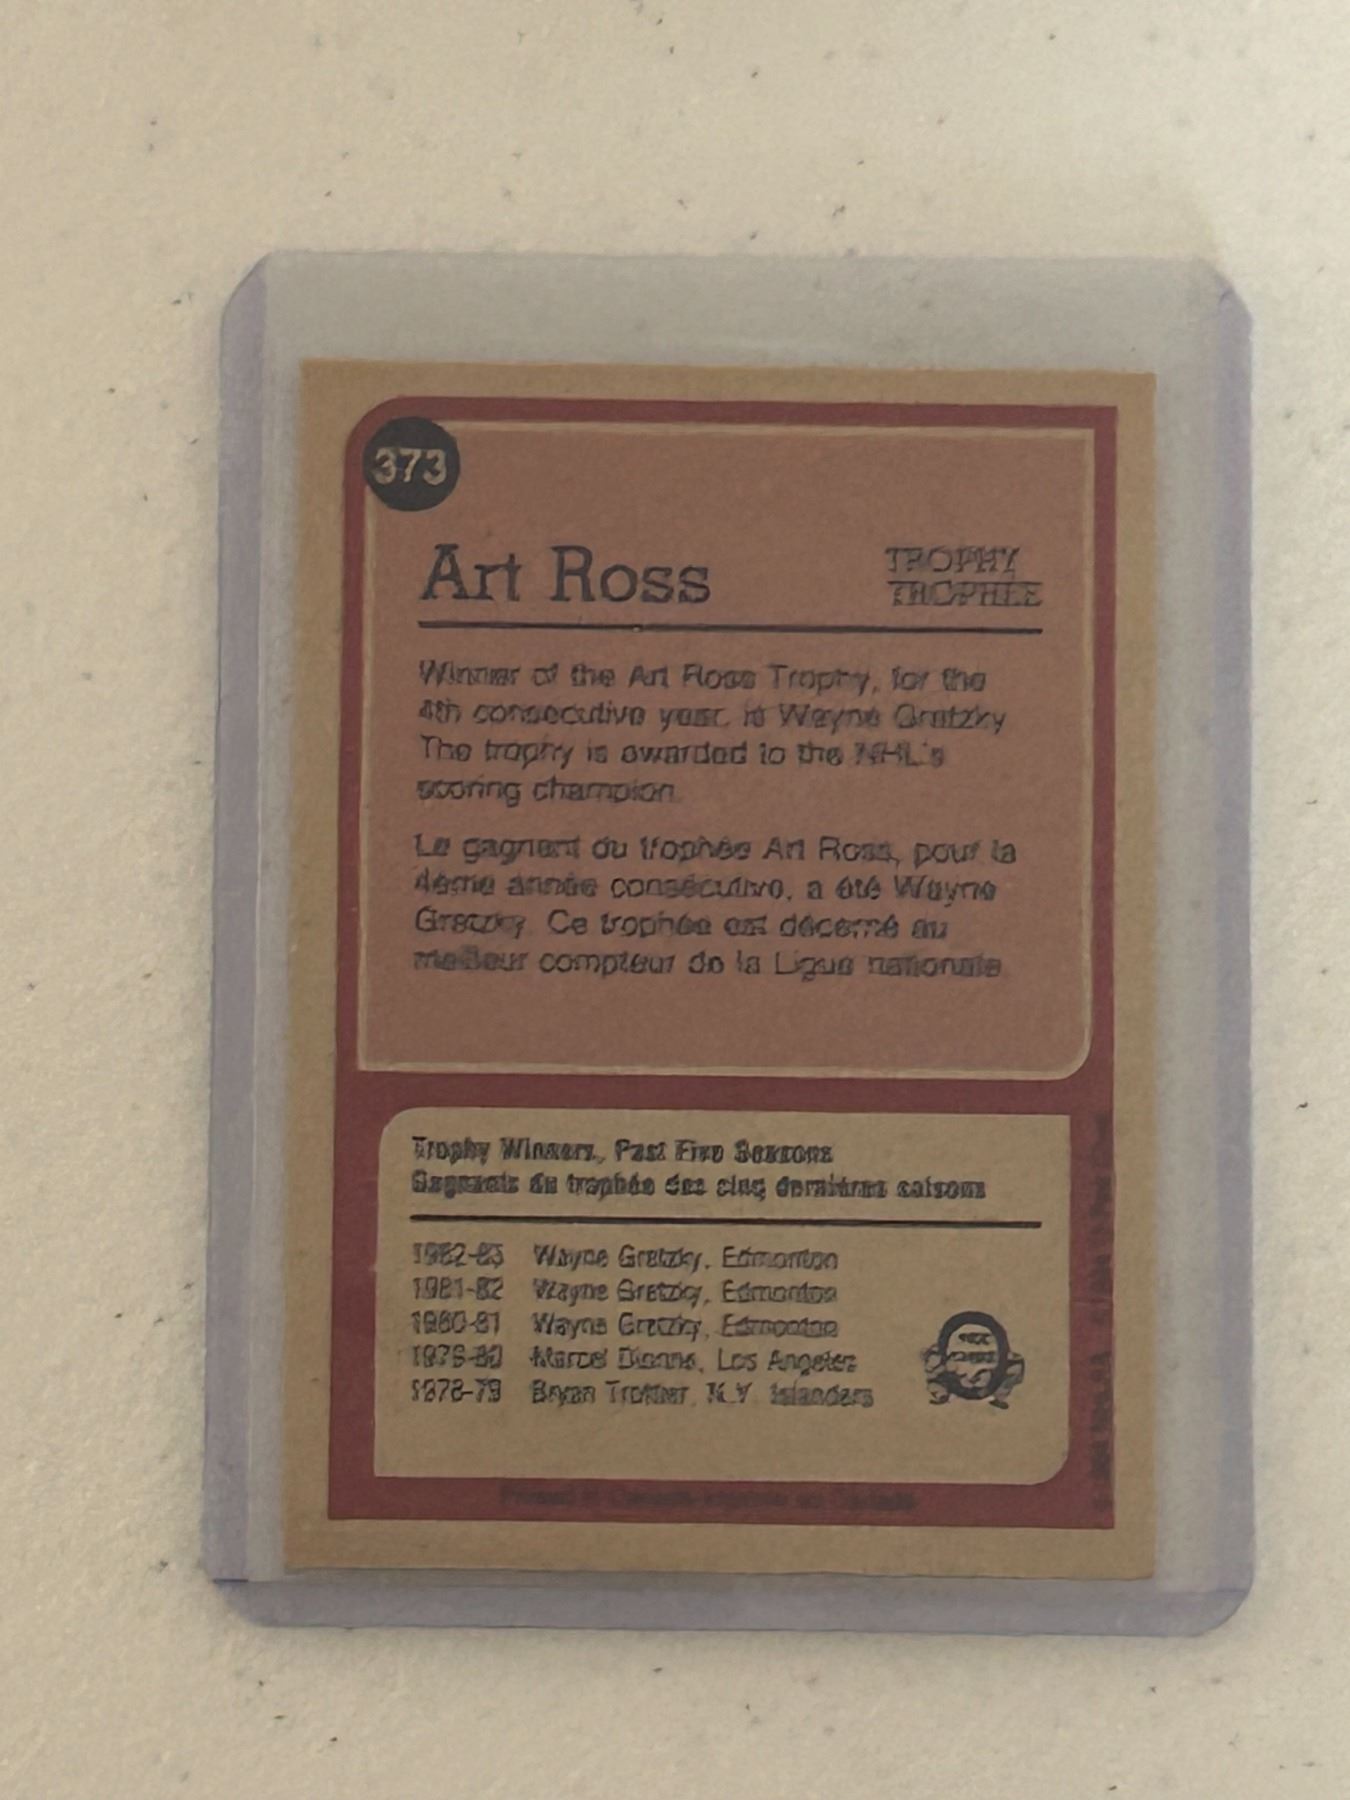 373
Art Ross
TROPHY
TROPHÉE
Winner of the Art Ross Trophy, for the
4th consecutive year, is Wayne Gretzky
The trophy is awarded to the NHL's
scoring champion
Le gagnant du trophée Art Ross, pour la
4ème année consécutive, a été Wayne
Gretzky. Ce trophée est décerné au
meilleur compteur de la Ligue nationale
Trophy Winners, Past Five Seasons
Gagnants du trophée des cinq dernières saisons
1982-83 Wayne Gretzky, Edmonton
1981-82 Wayne Gretzky, Edmonton
1980-81 Wayne Gretzky, Edmonton
1979-80 Marcel Dionne, Los Angeles
1978-79 Bryan Trottier, N.Y. Islanders
Printed in Canada